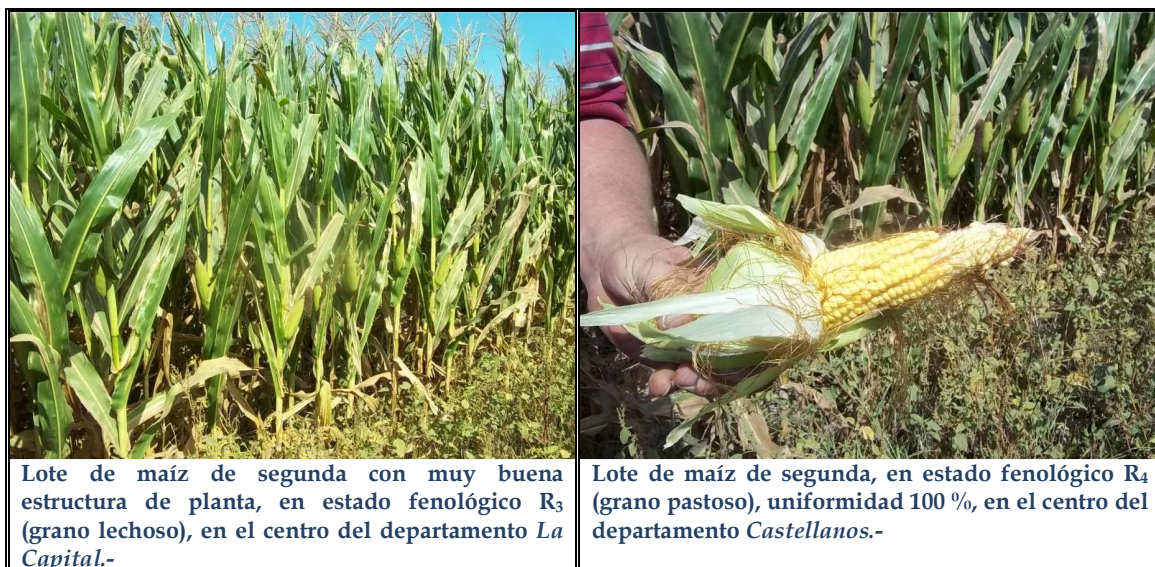 Lote de maíz de segunda con muy buena
estructura de planta, en estado fenológico R₃
(grano lechoso), en el centro del departamento La
Capital.-
Lote de maíz de segunda, en estado fenológico R₄
(grano pastoso), uniformidad 100 %, en el centro del
departamento Castellanos.-